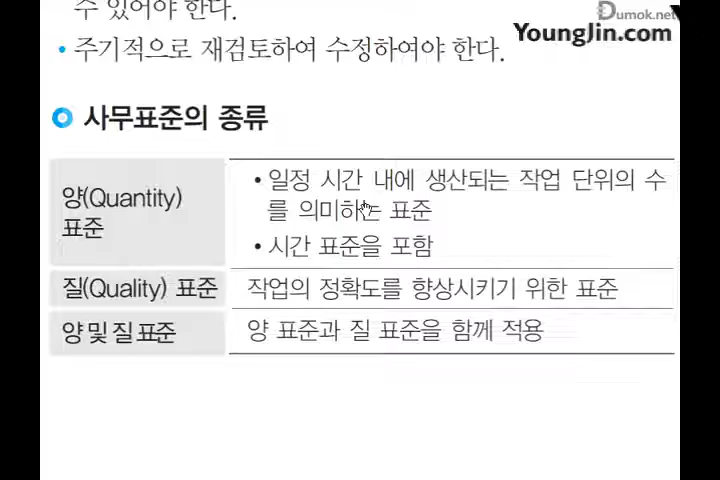 수 있어야 한다.
Dumok.net
YoungJin.com
• 주기적으로 재검토하여 수정하여야 한다.
사무표준의 종류
양(Quantity)
표준
• 일정 시간 내에 생산되는 작업 단위의 수
를 의미하는 표준
• 시간 표준을 포함
질(Quality) 표준
작업의 정확도를 향상시키기 위한 표준
양 및 질 표준
양 표준과 질 표준을 함께 적용